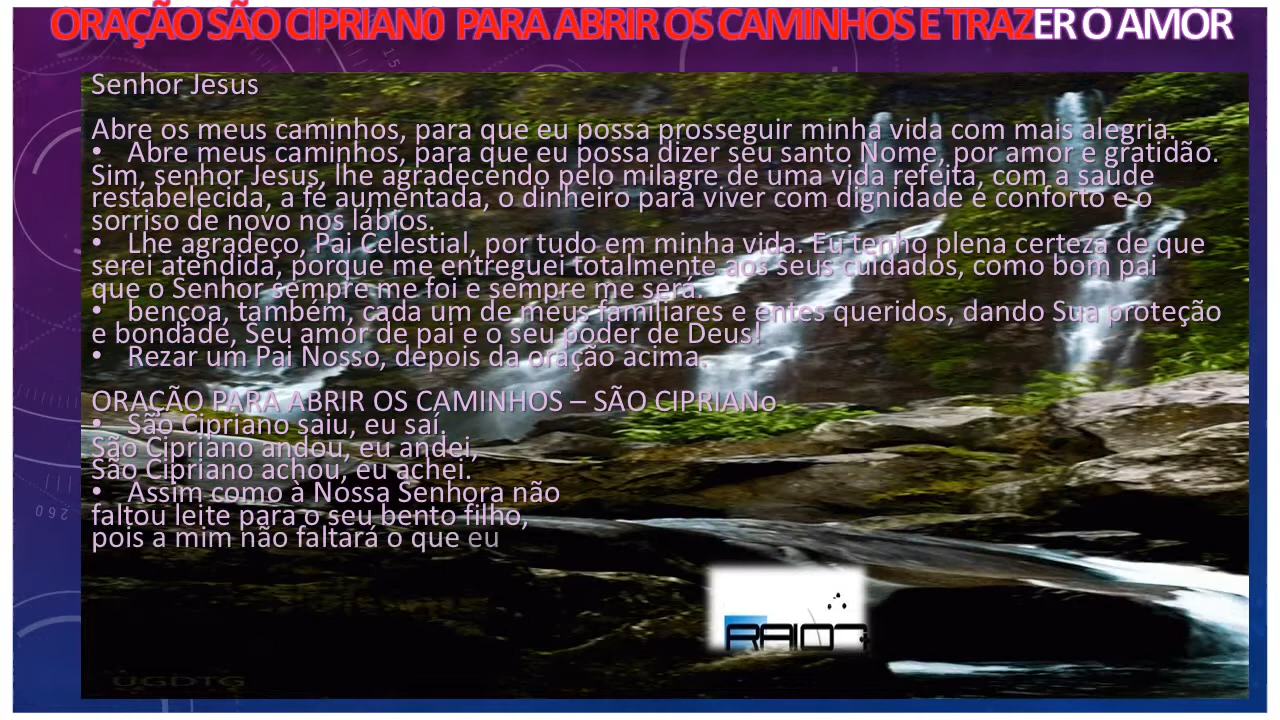 ORAÇÃO SÃO CIPRIAN0 PARA ABRIR OS CAMINHOS E TRAZER O AMOR
Senhor Jesus
Abre os meus caminhos, para que eu possa prosseguir minha vida com mais alegria.
• Abre meus caminhos, para que eu possa dizer seu santo Nome, por amor e gratidão.
Sim, senhor Jesus, lhe agradecendo pelo milagre de uma vida refeita, com a saúde
restabelecida, a fé aumentada, o dinheiro para viver com dignidade e conforto e o
sorriso de novo nos lábios.
• Lhe agradeço, Pai Celestial, por tudo em minha vida. Eu tenho plena certeza de que
serei atendida, porque me entreguei totalmente aos seus cuidados, como bom pai
que o Senhor sempre me foi e sempre me será.
• bençoa, também, cada um de meus familiares e entes queridos, dando Sua proteção
e bondade, Seu amor de pai e o seu poder de Deus!
• Rezar um Pai Nosso, depois da oração acima.
ORAÇÃO PARA ABRIR OS CAMINHOS – SÃO CIPRIANo
• São Cipriano saiu, eu saí.
São Cipriano andou, eu andei,
São Cipriano achou, eu achei.
• Assim como à Nossa Senhora não
faltou leite para o seu bento filho,
pois a mim não faltará o que eu
260
UGDTG